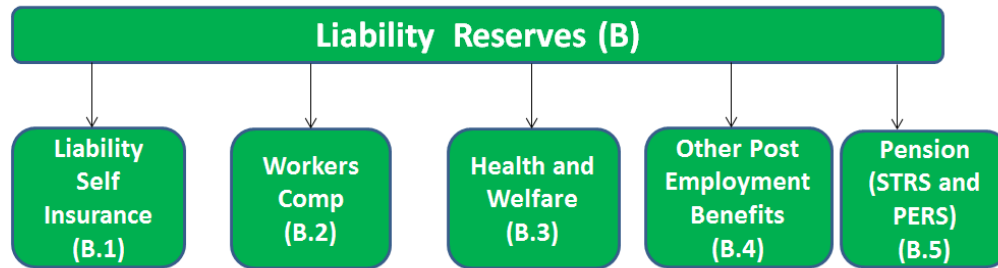 Liability Reserves (B)
Liability
Self
Insurance
(B.1)
Workers
Comp
(B.2)
Health and
Welfare
(B.3)
Other Post
Employment
Benefits
(B.4)
Pension
(STRS and
PERS)
(B.5)